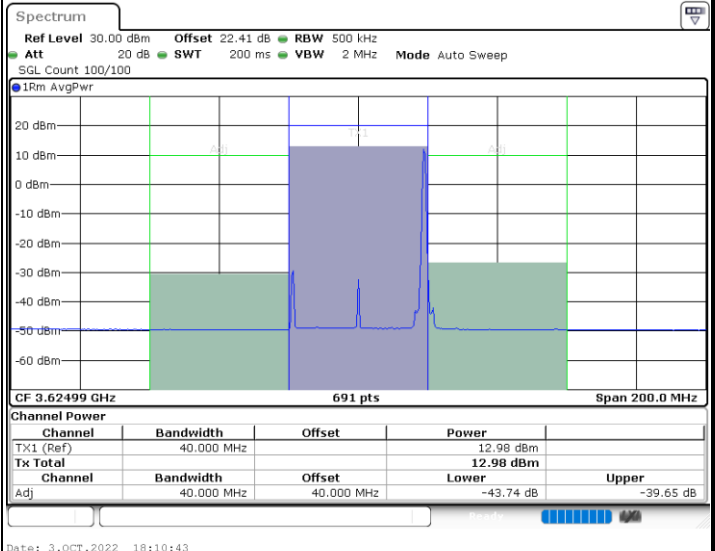 Spectrum
Ref Level 30.00 dBm Offset 22.41 dB RBW 500 kHz
Att 20 dB SWT 200 ms VBW 2 MHz Mode Auto Sweep
SGL Count 100/100
1Rm AvgPwr
20 dBm
TX1
10 dBm
Adj Adj
0 dBm
-10 dBm
-20 dBm
-30 dBm
-40 dBm
-50 dBm
-60 dBm
CF 3.62499 GHz 691 pts Span 200.0 MHz
Channel Power
Channel Bandwidth Offset Power
TX1 (Ref) 40.000 MHz 12.98 dBm
Tx Total 12.98 dBm
Channel Bandwidth Offset Lower Upper
Adj 40.000 MHz 40.000 MHz -43.74 dB -39.65 dB
Ready
Date: 3.OCT.2022 18:10:43